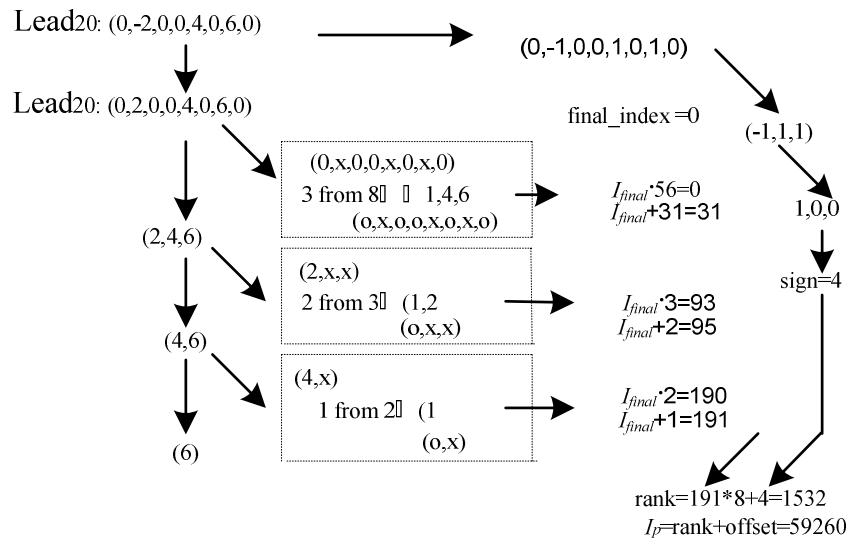 Lead20: (0,-2,0,0,4,0,6,0)
(0,-1,0,0,1,0,1,0)
Lead20: (0,2,0,0,4,0,6,0)
final_index =0
(-1,1,1)
(0,x,0,0,x,0,x,0)
3 from 8▯ ▯ 1,4,6
(o,x,o,o,x,o,x,o)
Ifinal·56=0
Ifinal+31=31
1,0,0
(2,4,6)
(2,x,x)
2 from 3▯ (1,2
(o,x,x)
Ifinal·3=93
Ifinal+2=95
sign=4
(4,6)
(4,x)
1 from 2▯ (1
(o,x)
Ifinal·2=190
Ifinal+1=191
(6)
rank=191*8+4=1532
Ip=rank+offset=59260